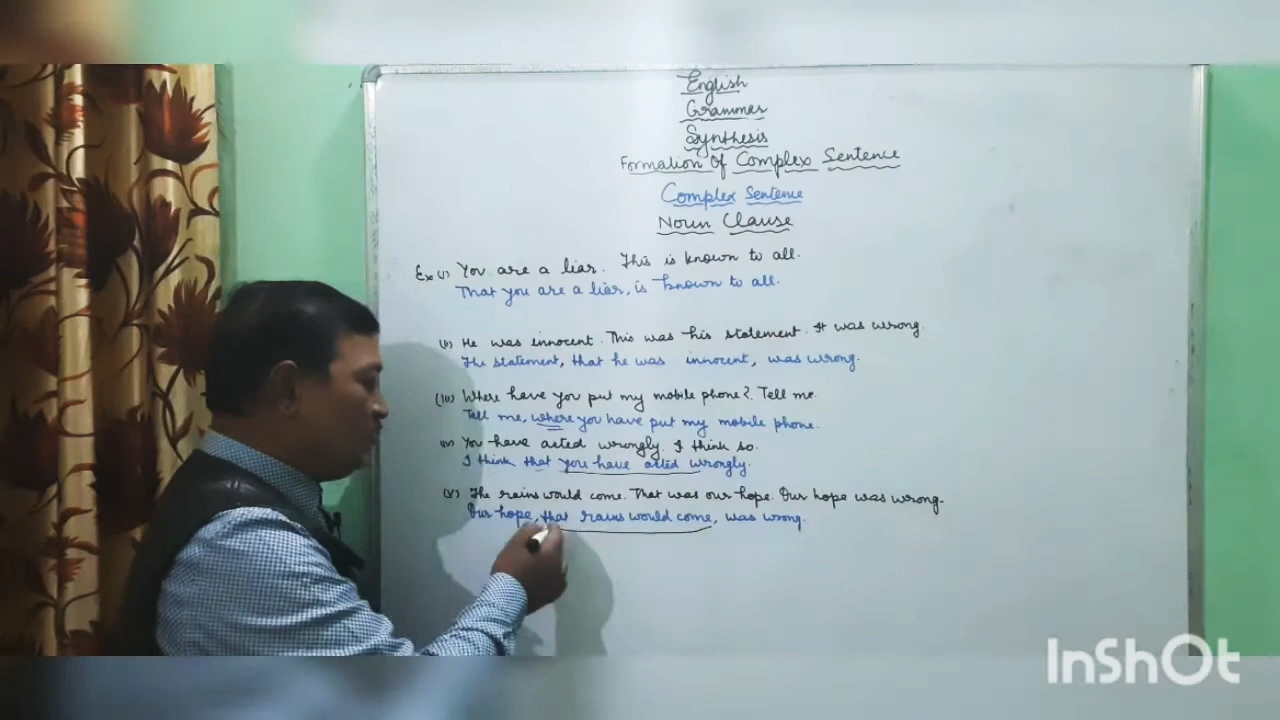 English
Grammer
Synthesis
Formation Of Complex Sentence
Complex Sentence
Noun Clause
Ex (i) You are a liar. This is known to all.
That you are a liar, is known to all.
(ii) He was innocent. This was his statement. It was wrong.
The statement, that he was innocent, was wrong.
(iii) Where have you put my mobile phone? Tell me.
Tell me, where you have put my mobile phone.
(iv) You have acted wrongly. I think so.
I think that you have acted wrongly.
(v) The rains would come. That was our hope. Our hope was wrong.
Our hope, that rains would come, was wrong.
InShOt